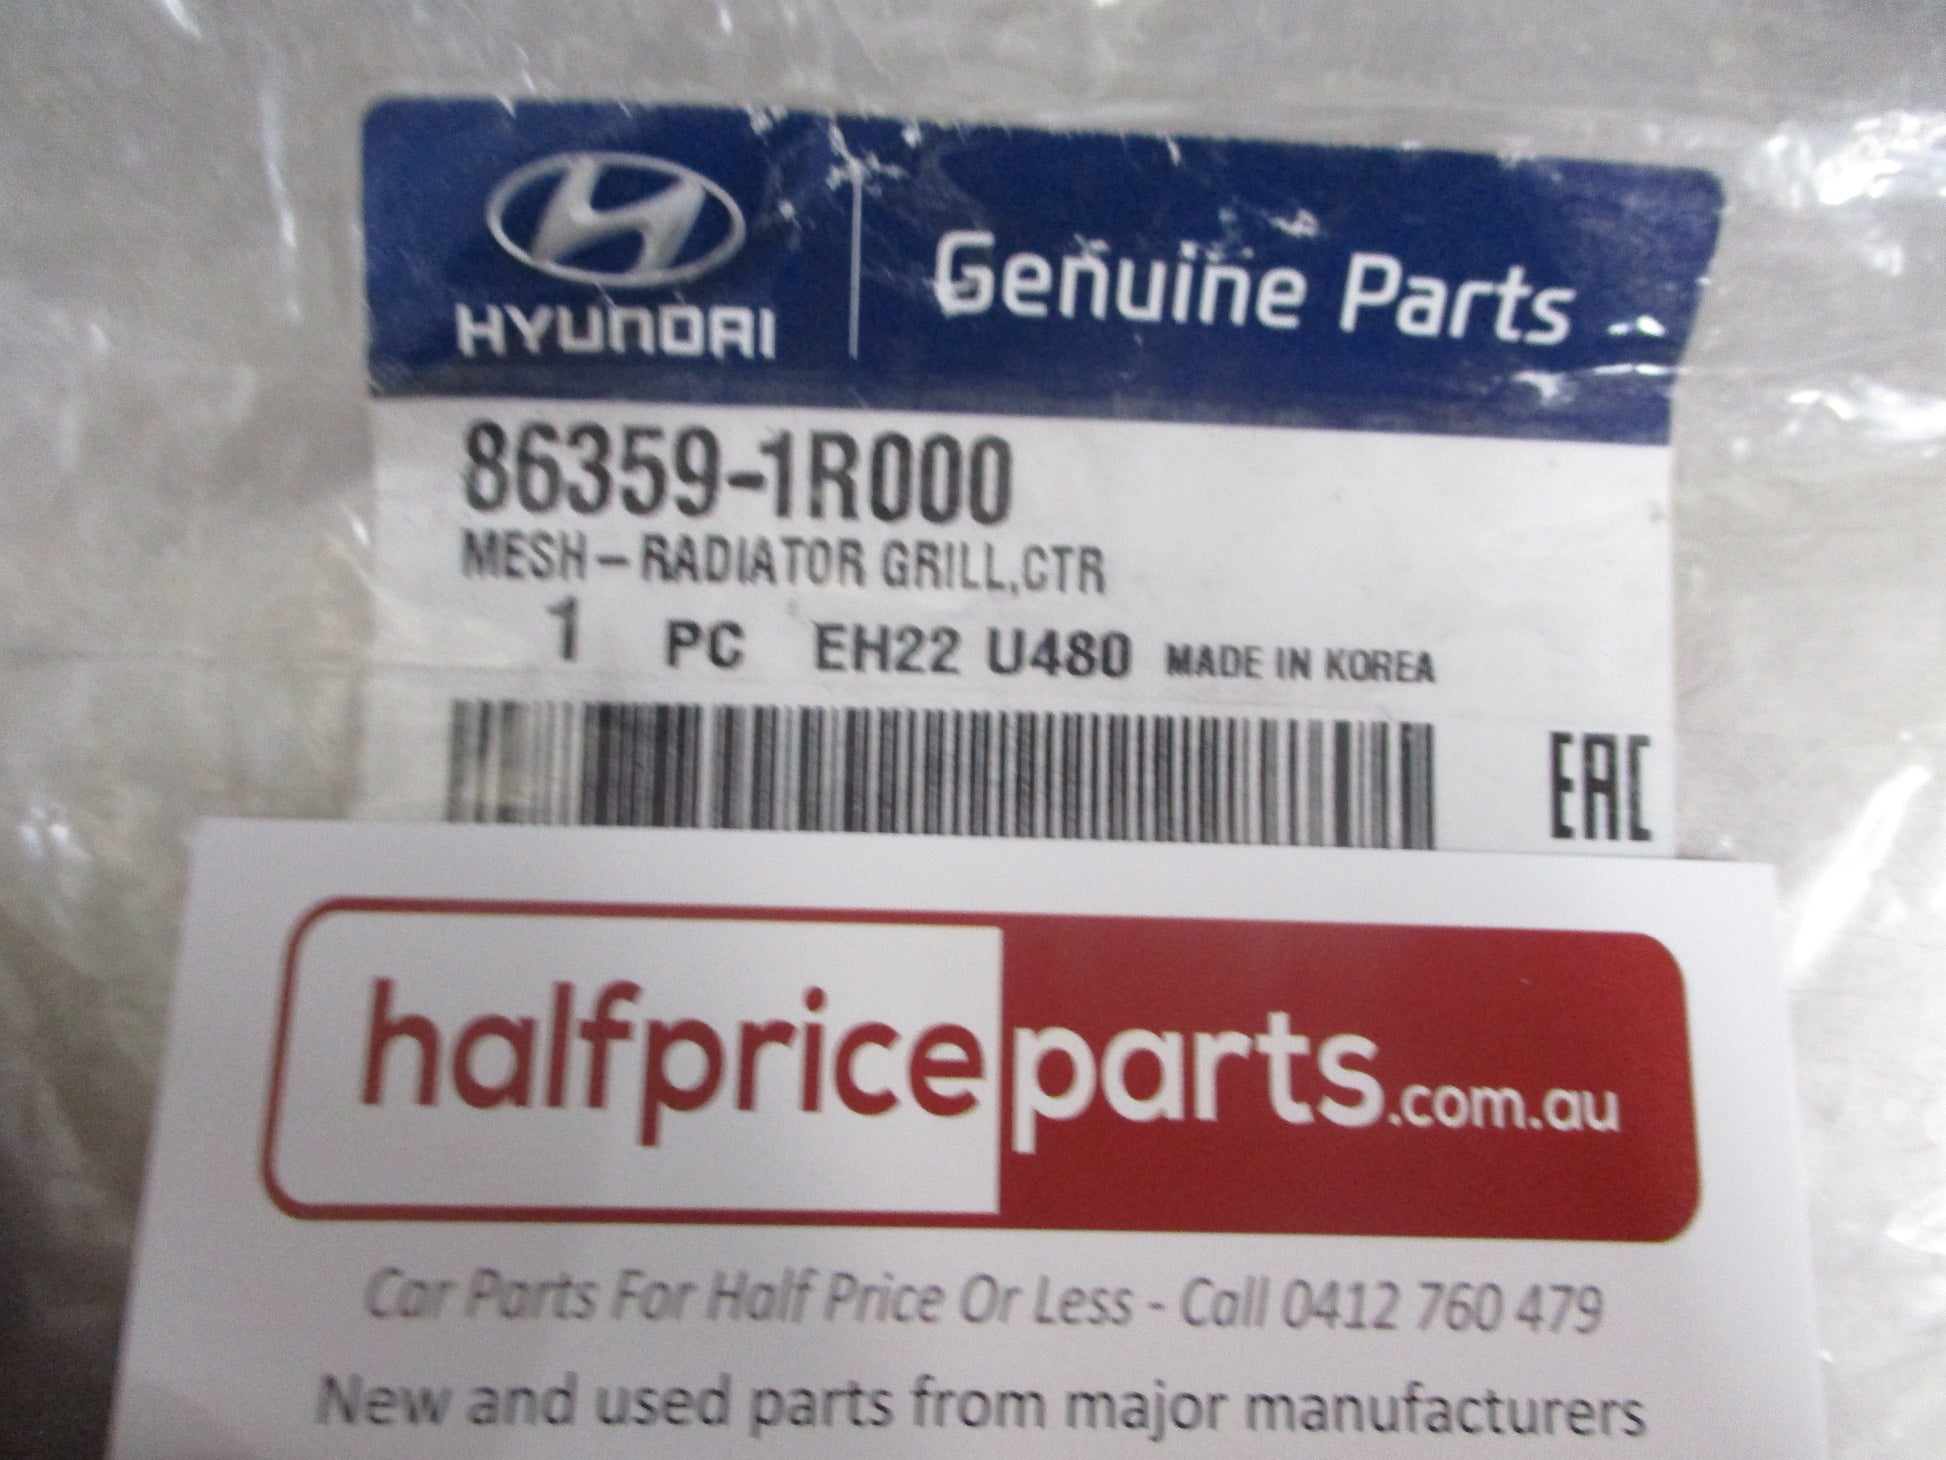 HYUNDAI
Genuine Parts
86359-1R000
MESH-RADIATOR GRILL,CTR
1 PC EH22 U480 MADE IN KOREA
EAC
halfpriceparts.com.au
Car Parts For Half Price Or Less - Call 0412 760 479
New and used parts from major manufacturers